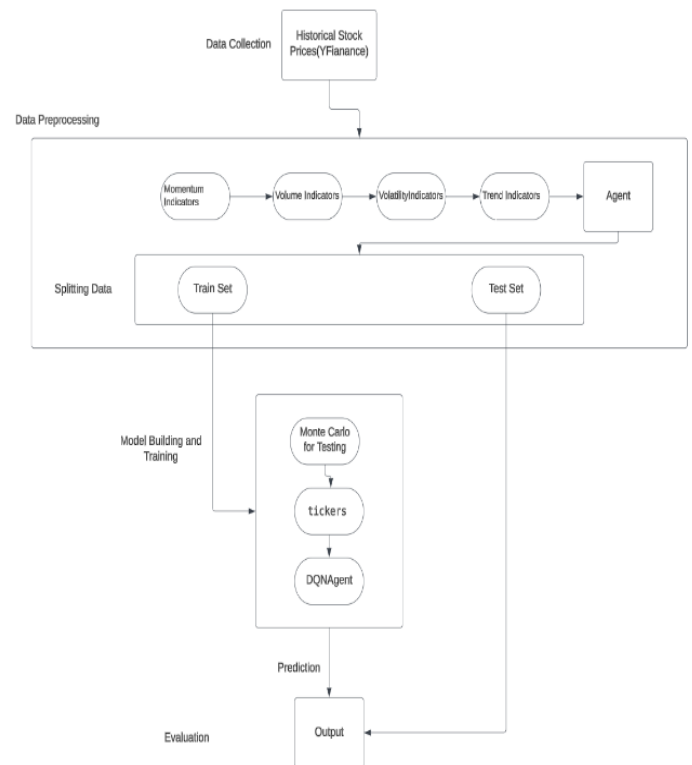 Data Collection
Historical Stock
Prices(YFianance)
Data Preprocessing
Momentum
Indicators
Volume Indicators
VolatilityIndicators
Trend Indicators
Agent
Splitting Data
Train Set
Test Set
Model Building and
Training
Monte Carlo
for Testing
tickers
DQNAgent
Prediction
Evaluation
Output